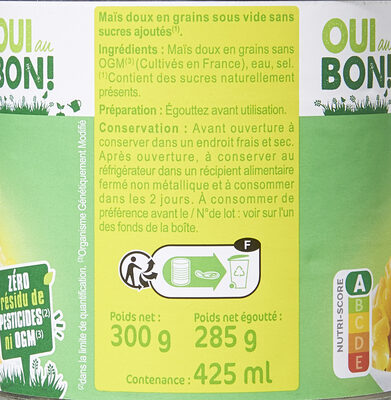 OUI au
BON!
Maïs doux en grains sous vide sans
sucres ajoutés(1).
Ingrédients : Maïs doux en grains sans
OGM(3) (Cultivés en France), eau, sel.
(1)Contient des sucres naturellement
présents.
Préparation : Égouttez avant utilisation.
Conservation : Avant ouverture à
conserver dans un endroit frais et sec.
Après ouverture, à conserver au
réfrigérateur dans un récipient alimentaire
fermé non métallique et à consommer
dans les 2 jours. À consommer de
préférence avant le / N° de lot : voir sur l'un
des fonds de la boîte.
F
Poids net :
300 g
Poids net égoutté :
285 g
Contenance : 425 ml
ZÉRO
résidu de
PESTICIDES(2)
ni OGM(3)
(2)dans la limite de quantification. (3)Organisme Génétiquement Modifié
OUI au
BON!
NUTRI-SCORE
A
B
C
D
E